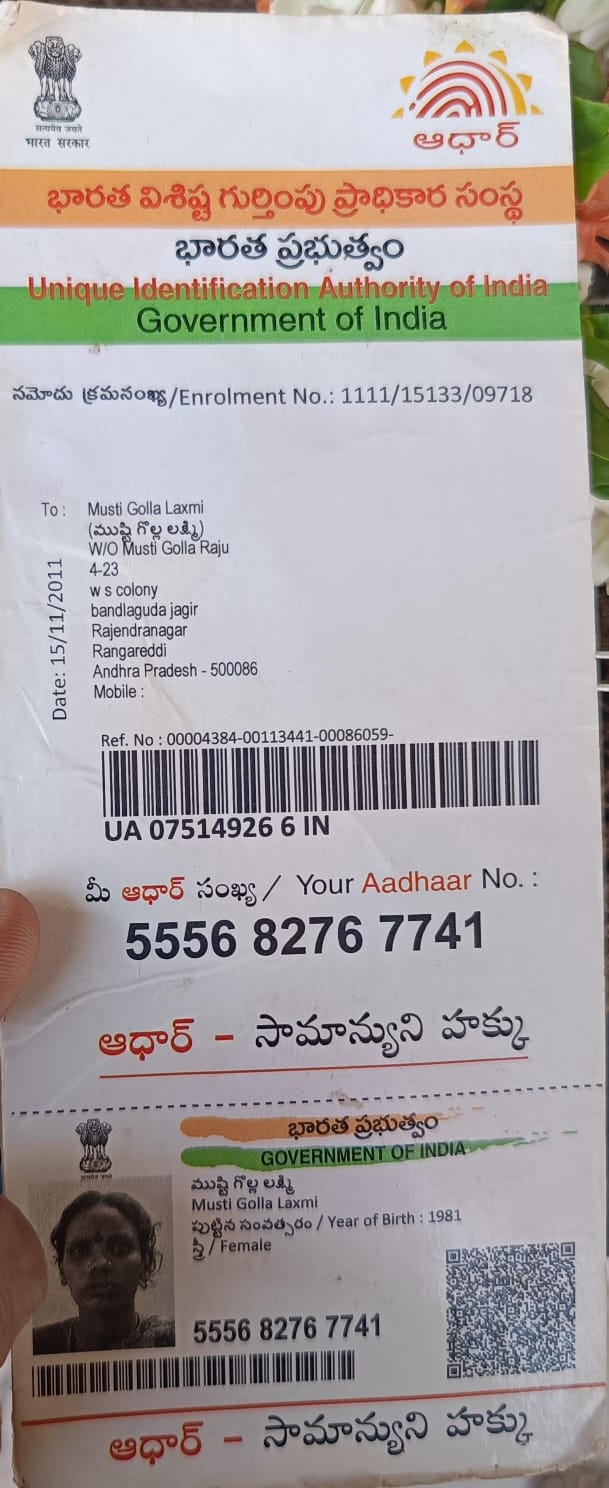 सत्यमेव जयते
भारत सरकार
ఆధార్
భారత విశిష్ట గుర్తింపు ప్రాధికార సంస్థ
భారత ప్రభుత్వం
Unique Identification Authority of India
Government of India
నమోదు క్రమసంఖ్య/Enrolment No.: 1111/15133/09718
To : Musti Golla Laxmi
(ముష్టి గొల్ల లక్ష్మి)
W/O Musti Golla Raju
4-23
w s colony
bandlaguda jagir
Rajendranagar
Rangareddi
Andhra Pradesh - 500086
Mobile :
Date: 15/11/2011
Ref. No : 00004384-00113441-00086059-
UA 07514926 6 IN
మీ ఆధార్ సంఖ్య / Your Aadhaar No. :
5556 8276 7741
ఆధార్ - సామాన్యుని హక్కు
భారత ప్రభుత్వం
GOVERNMENT OF INDIA
ముష్టి గొల్ల లక్ష్మి
Musti Golla Laxmi
పుట్టిన సంవత్సరం / Year of Birth : 1981
స్త్రీ / Female
5556 8276 7741
ఆధార్ - సామాన్యుని హక్కు